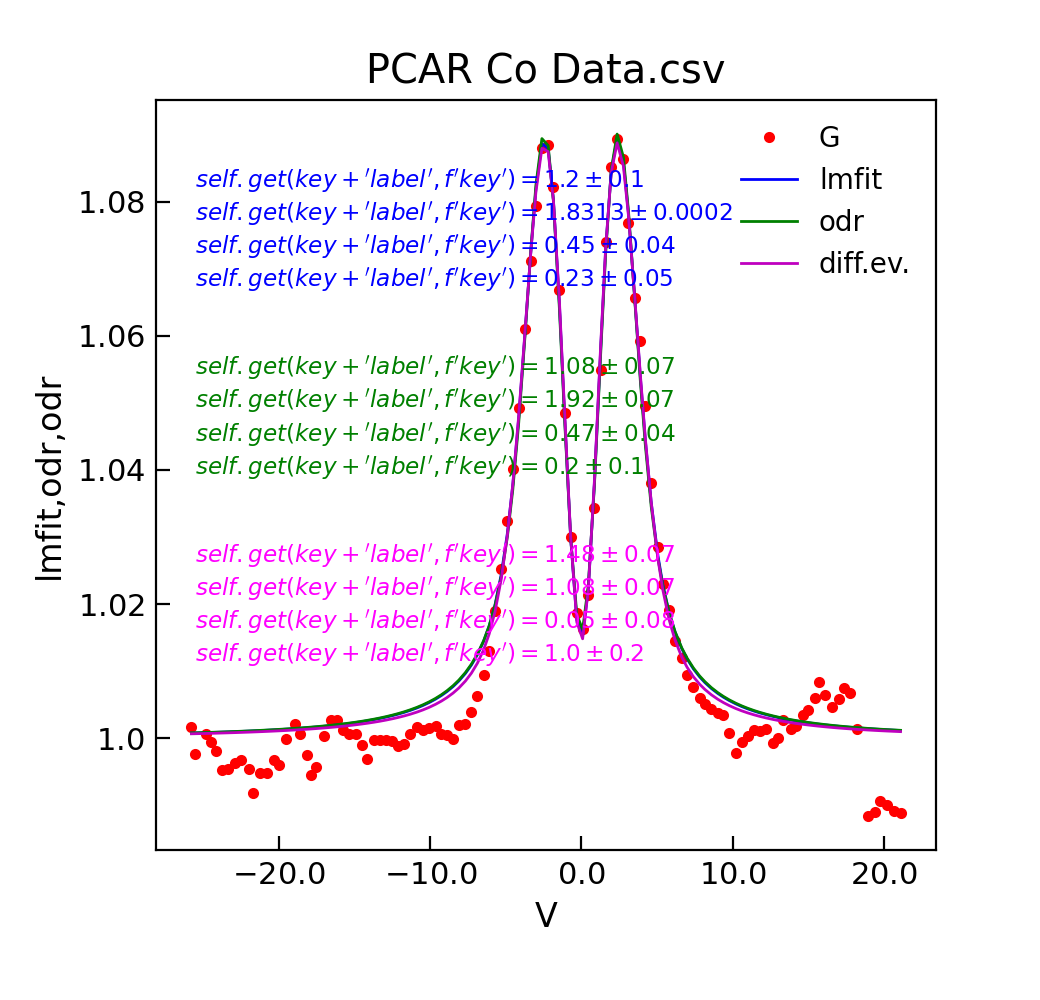 PCAR Co Data.csv
G
lmfit
odr
diff.ev.
self.get(key+'label',f'key')=1.2±0.1
self.get(key+'label',f'key')=1.8313±0.0002
self.get(key+'label',f'key')=0.45±0.04
self.get(key+'label',f'key')=0.23±0.05
self.get(key+'label',f'key')=1.08±0.07
self.get(key+'label',f'key')=1.92±0.07
self.get(key+'label',f'key')=0.47±0.04
self.get(key+'label',f'key')=0.2±0.1
self.get(key+'label',f'key')=1.48±0.07
self.get(key+'label',f'key')=1.08±0.07
self.get(key+'label',f'key')=0.05±0.08
self.get(key+'label',f'key')=1.0±0.2
1.08
1.06
1.04
1.02
1.0
lmfit,odr,odr
−20.0 −10.0 0.0 10.0 20.0
V